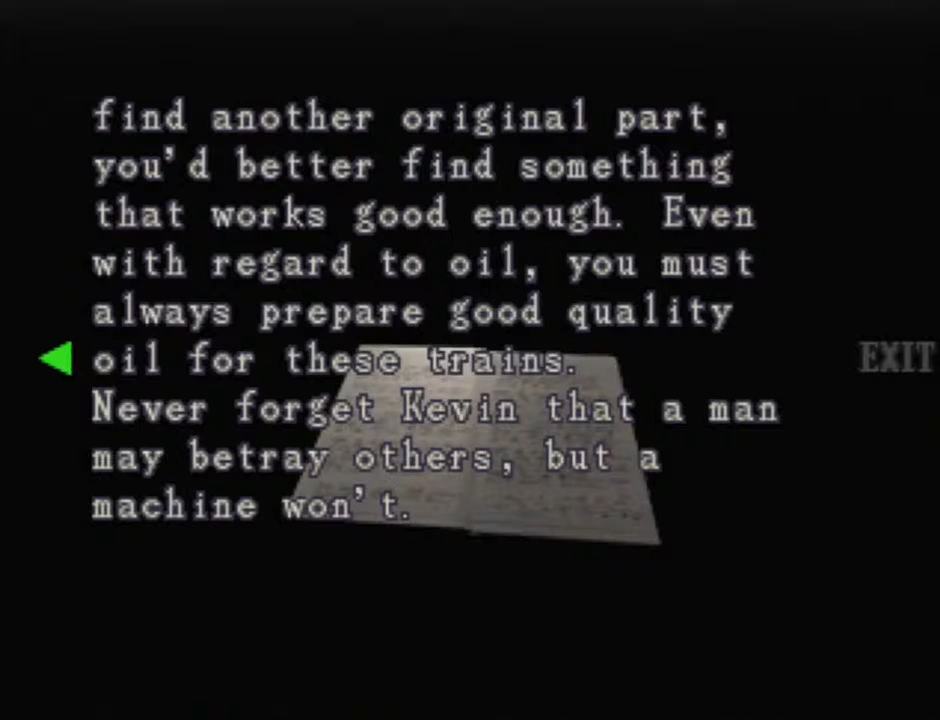 find another original part,
you'd better find something
that works good enough. Even
with regard to oil, you must
always prepare good quality
oil for these trains.
EXIT
Never forget Kevin that a man
may betray others, but a
machine won't.